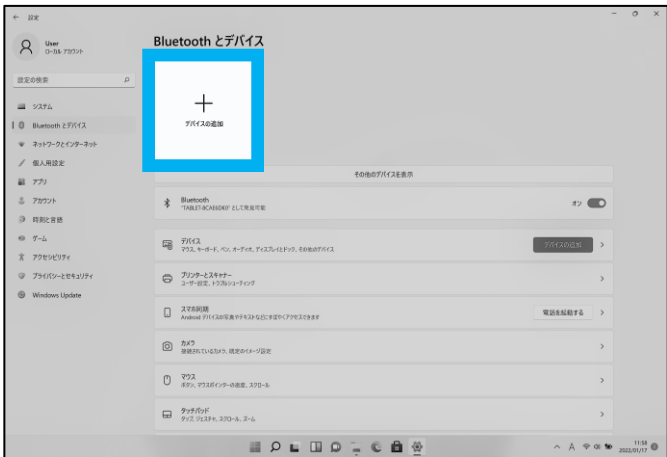 設定
User
ローカル アカウント
設定の検索
システム
Bluetooth とデバイス
ネットワークとインターネット
個人用設定
アプリ
アカウント
時刻と言語
ゲーム
アクセシビリティ
プライバシーとセキュリティ
Windows Update
Bluetooth とデバイス
デバイスの追加
その他のデバイスを表示
Bluetooth
オン
デバイス
マウス、キーボード、ペン、オーディオ、ディスプレイとドック、その他のデバイス
デバイスの追加
プリンターとスキャナー
ユーザー設定、トラブルシューティング
スマホ同期
Android デバイスの写真やテキストなどにすばやくアクセスできます
電話を起動する
カメラ
接続されているカメラ、既定のイメージ設定
マウス
ボタン、マウス ポインターの速度、スクロール
タッチパッド
タップ、ジェスチャ、スクロール、ズーム
A
11:58
2022/01/17